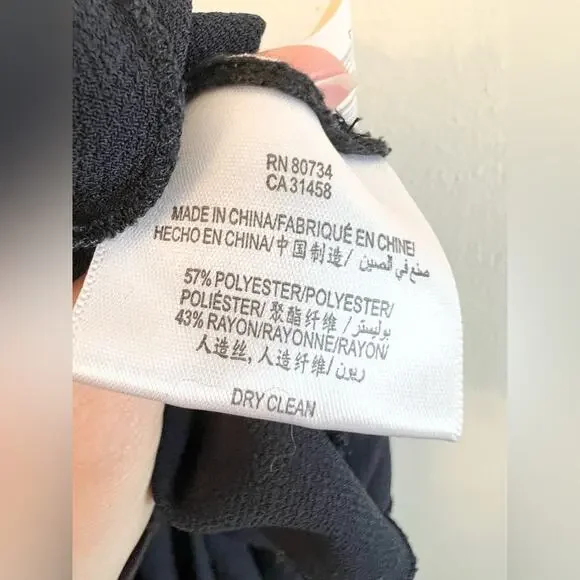 RN 80734
CA 31458
MADE IN CHINA/FABRIQUÉ EN CHINE/
HECHO EN CHINA/中国制造/ صنع في الصين
57% POLYESTER/POLYESTER/
POLIÉSTER/聚酯纤维/ بوليستر/
43% RAYON/RAYONNE/RAYON/
人造丝, 人造纤维/ ريون/
DRY CLEAN